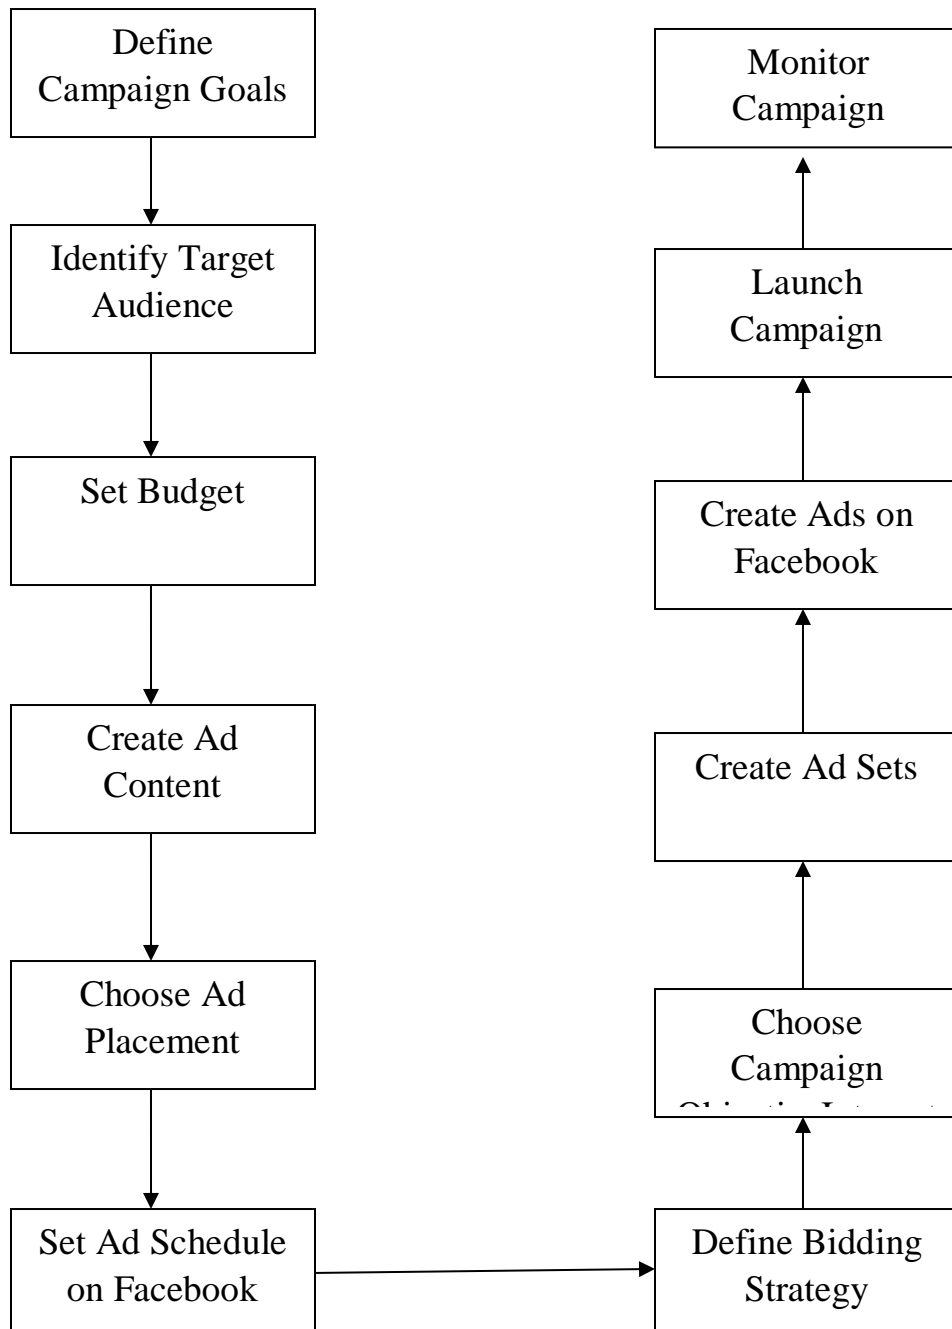 Define
Campaign Goals
Identify Target
Audience
Set Budget
Create Ad
Content
Choose Ad
Placement
Set Ad Schedule
on Facebook
Define Bidding
Strategy
Choose
Campaign
Create Ad Sets
Create Ads on
Facebook
Launch
Campaign
Monitor
Campaign